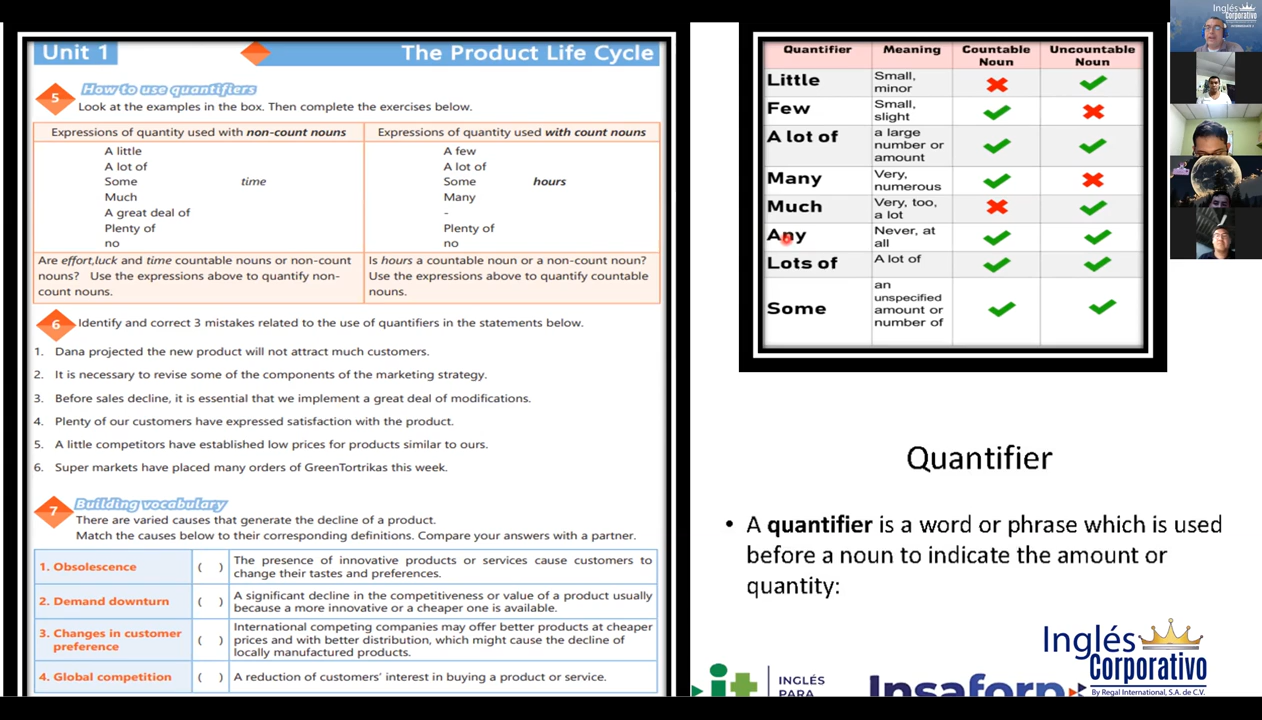 Unit 1
The Product Life Cycle
5
How to use quantifiers
Look at the examples in the box. Then complete the exercises below.
Expressions of quantity used with non-count nouns
Expressions of quantity used with count nouns
A little
A lot of
Some
time
Much
A great deal of
Plenty of
no
A few
A lot of
Some
hours
Many
-
Plenty of
no
Are effort,luck and time countable nouns or non-count
nouns? Use the expressions above to quantify non-
count nouns.
Is hours a countable noun or a non-count noun?
Use the expressions above to quantify countable
nouns.
6
Identify and correct 3 mistakes related to the use of quantifiers in the statements below.
1. Dana projected the new product will not attract much customers.
2. It is necessary to revise some of the components of the marketing strategy.
3. Before sales decline, it is essential that we implement a great deal of modifications.
4. Plenty of our customers have expressed satisfaction with the product.
5. A little competitors have established low prices for products similar to ours.
6. Super markets have placed many orders of GreenTortrikas this week.
7
Building vocabulary
There are varied causes that generate the decline of a product.
Match the causes below to their corresponding definitions. Compare your answers with a partner.
1. Obsolescence ( ) The presence of innovative products or services cause customers to
change their tastes and preferences.
2. Demand downturn ( ) A significant decline in the competitiveness or value of a product usually
because a more innovative or a cheaper one is available.
3. Changes in customer
preference
( ) International competing companies may offer better products at cheaper
prices and with better distribution, which might cause the decline of
locally manufactured products.
4. Global competition ( ) A reduction of customers' interest in buying a product or service.
Quantifier Meaning Countable
Noun
Uncountable
Noun
Little Small,
minor
Few Small,
slight
A lot of a large
number or
amount
Many Very,
numerous
Much Very, too,
a lot
Any Never, at
all
Lots of A lot of
Some an
unspecified
amount or
number of
Quantifier
• A quantifier is a word or phrase which is used
before a noun to indicate the amount or
quantity:
it
INGLÉS
PARA
Insaforp
Inglés
Corporativo
By Regal International, S.A. de C.V.
Inglés
Corporativo